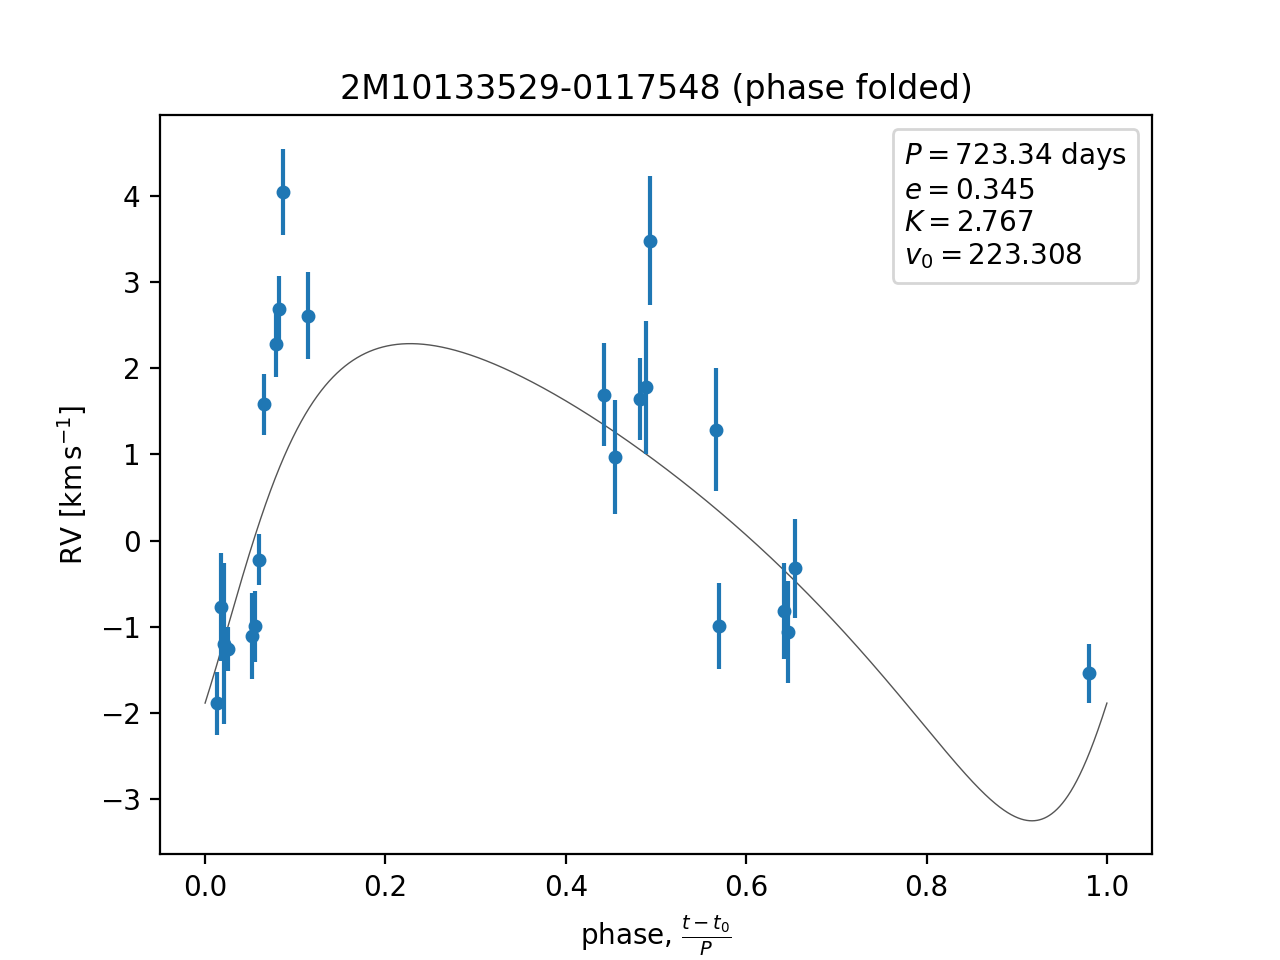 2M10133529-0117548 (phase folded)
P = 723.34 days
e = 0.345
K = 2.767
v₀ = 223.308
RV [km s⁻¹]
4
3
2
1
0
−1
−2
−3
0.0 0.2 0.4 0.6 0.8 1.0
phase, (t − t₀)/P